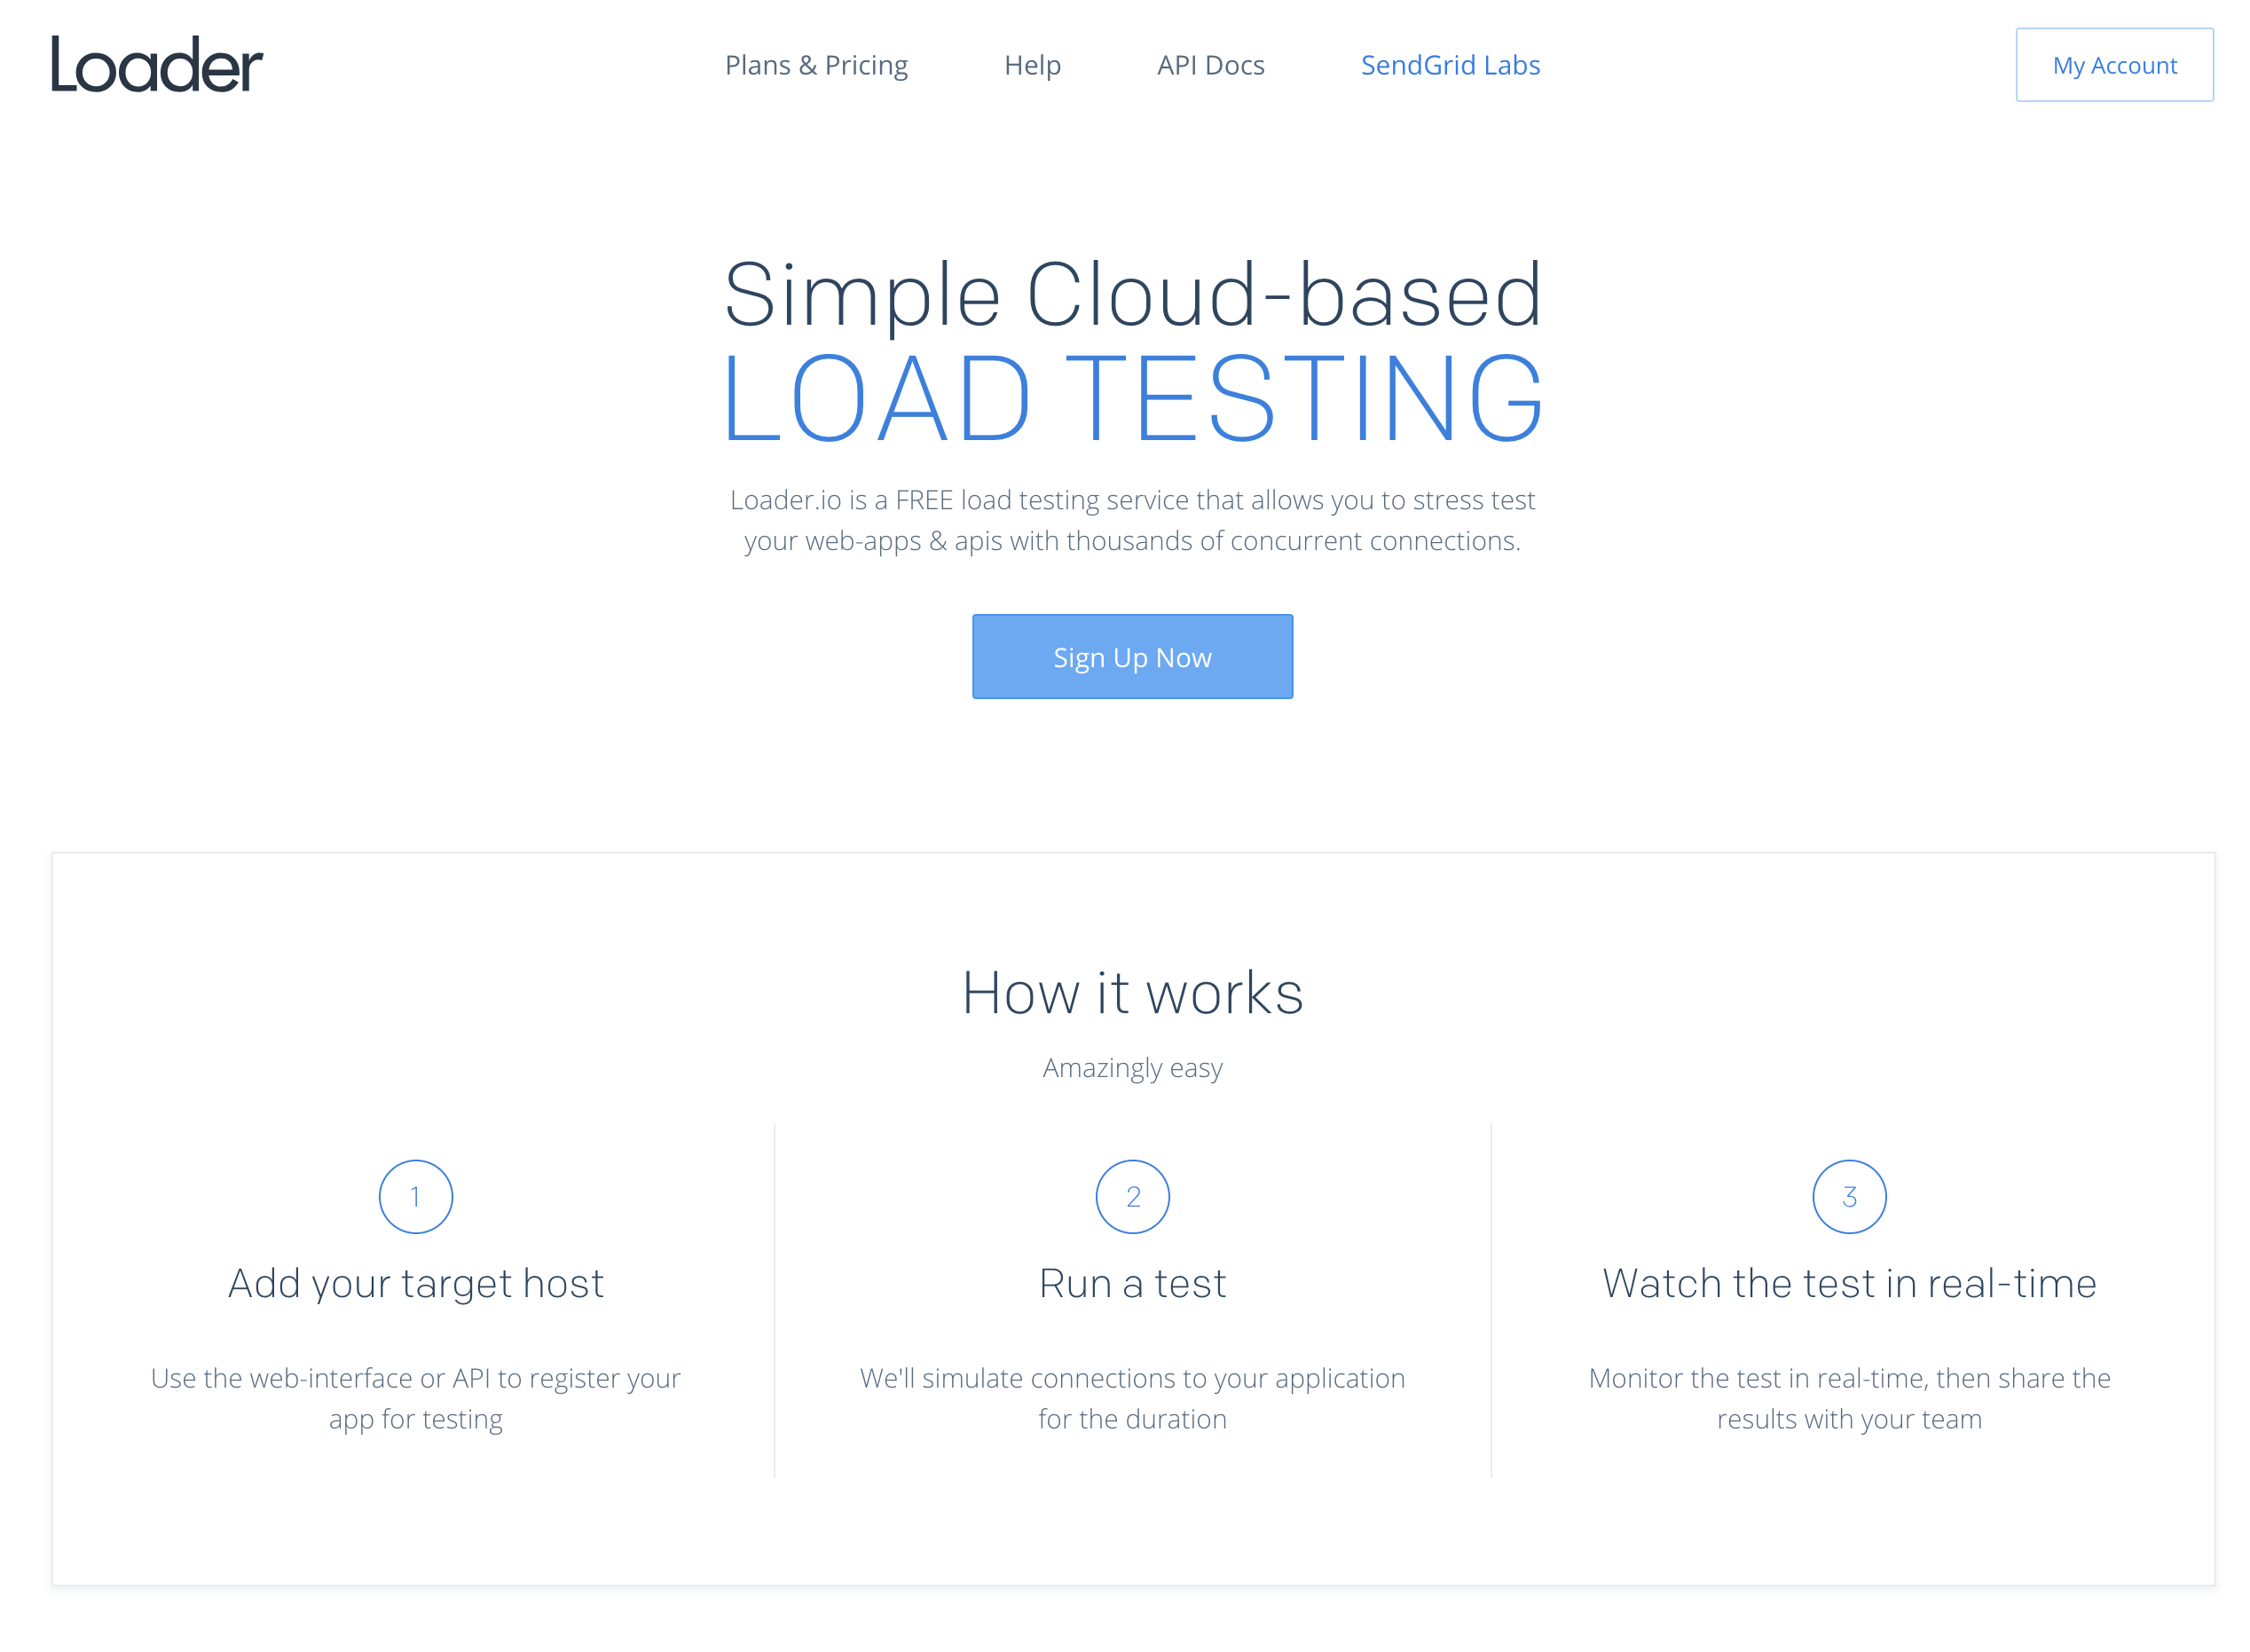 Loader
Plans & Pricing
Help
API Docs
SendGrid Labs
My Account
Simple Cloud-based
LOAD TESTING
Loader.io is a FREE load testing service that allows you to stress test
your web-apps & apis with thousands of concurrent connections.
Sign Up Now
How it works
Amazingly easy
1
Add your target host
Use the web-interface or API to register your
app for testing
2
Run a test
We'll simulate connections to your application
for the duration
3
Watch the test in real-time
Monitor the test in real-time, then share the
results with your team